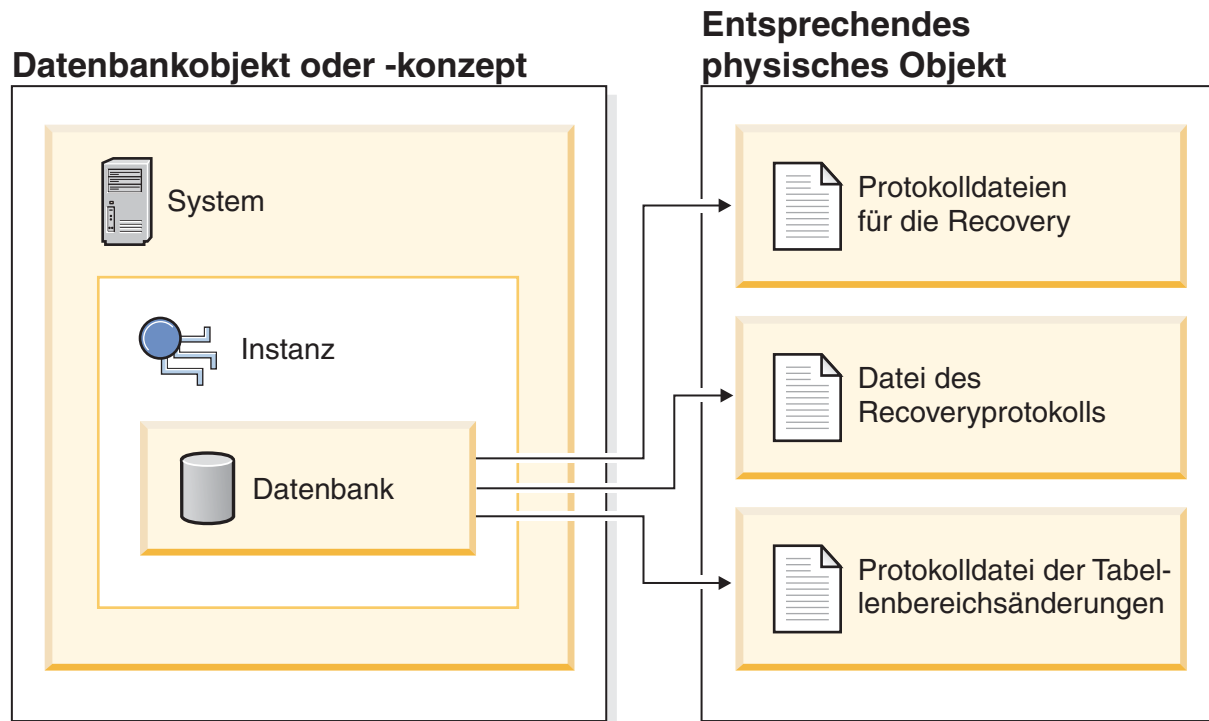 Datenbankobjekt oder -konzept
System
Instanz
Datenbank
Entsprechendes
physisches Objekt
Protokolldateien
für die Recovery
Datei des
Recoveryprotokolls
Protokolldatei der Tabel-
lenbereichsänderungen